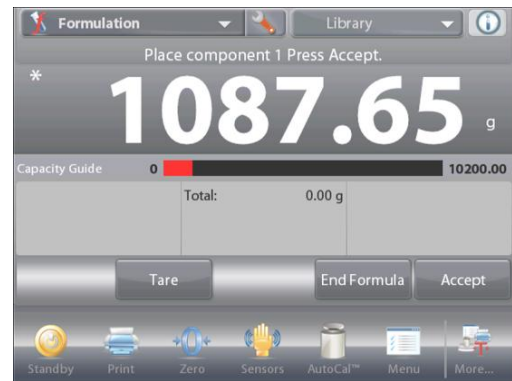 Formulation Library
Place component 1 Press Accept.
* 1087.65 g
Capacity Guide 0 10200.00
Total: 0.00 g
Tare End Formula Accept
Standby Print Zero Sensors AutoCal™ Menu More...